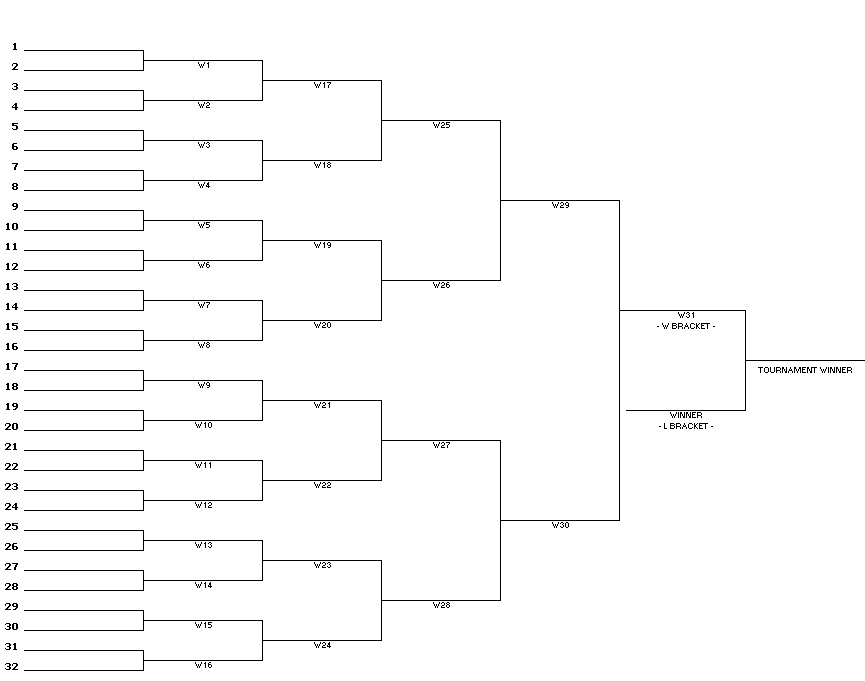 1
2
3
4
5
6
7
8
9
10
11
12
13
14
15
16
17
18
19
20
21
22
23
24
25
26
27
28
29
30
31
32
W1
W2
W3
W4
W5
W6
W7
W8
W9
W10
W11
W12
W13
W14
W15
W16
W17
W18
W19
W20
W21
W22
W23
W24
W25
W26
W27
W28
W29
W30
W31
- W BRACKET -
WINNER
- L BRACKET -
TOURNAMENT WINNER